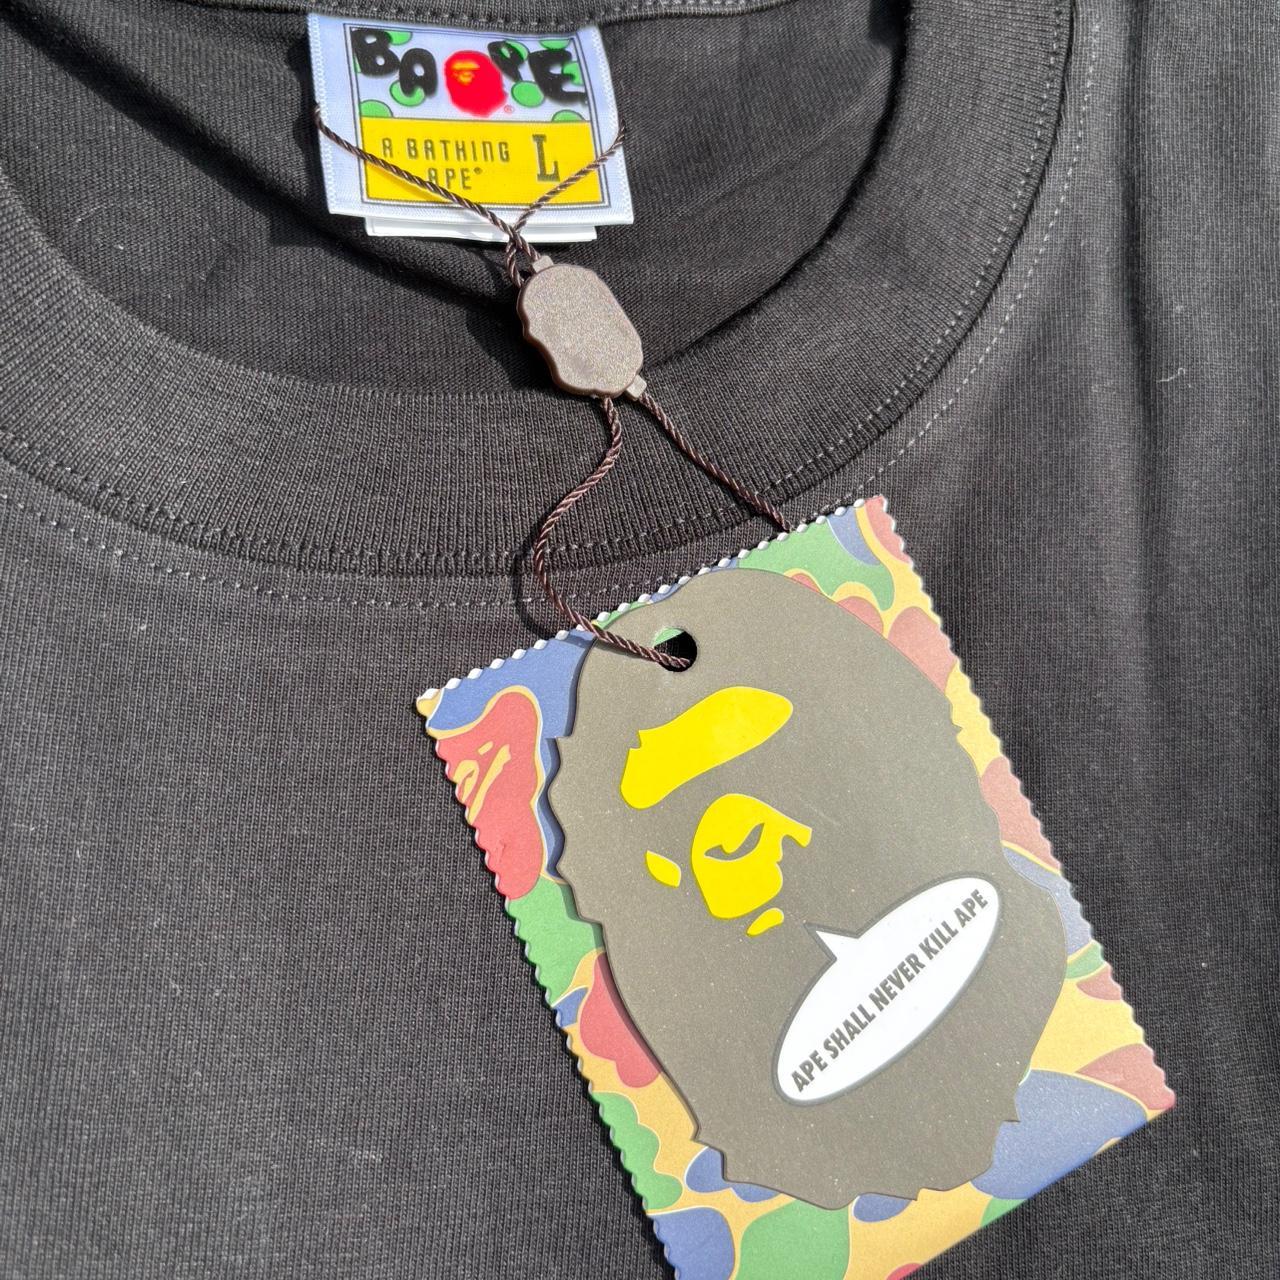 BAPE
®
A BATHING
APE®
L
APE SHALL NEVER KILL APE